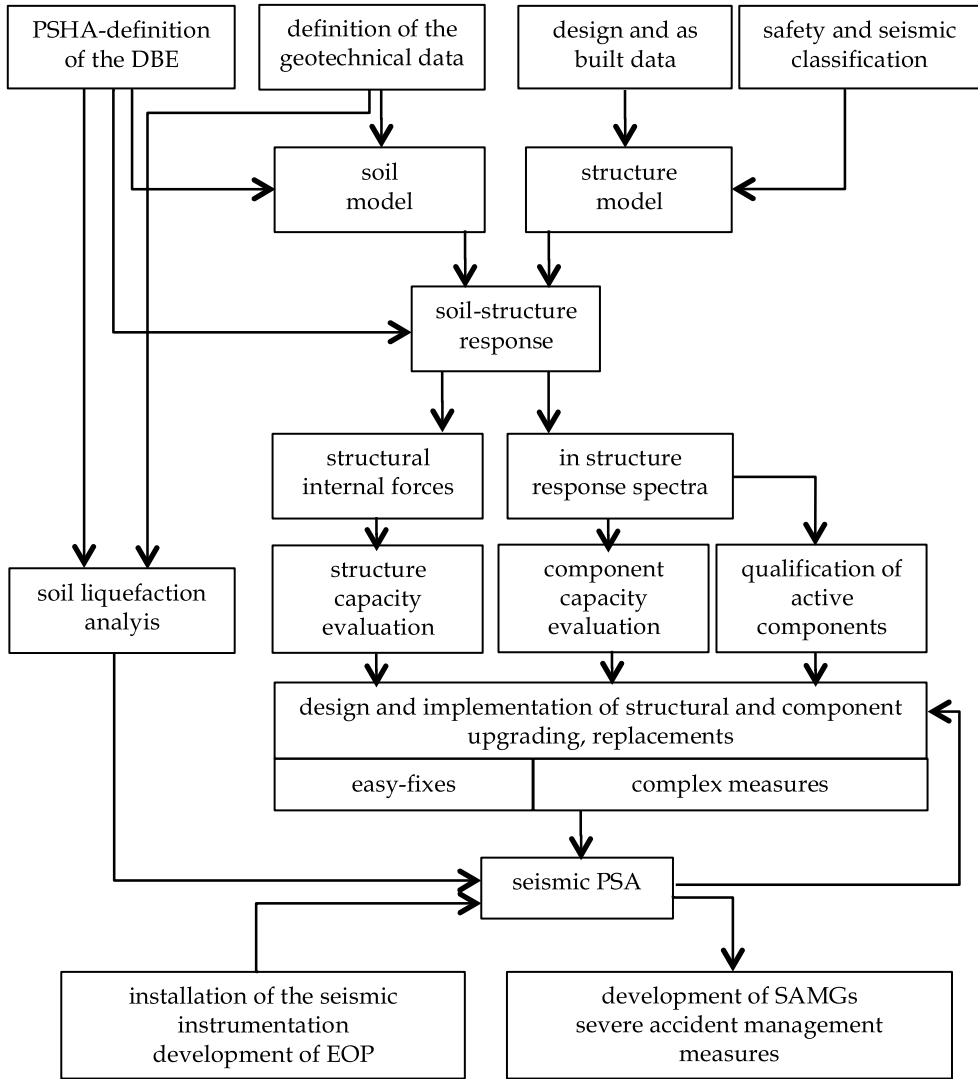 PSHA-definition
of the DBE
definition of the
geotechnical data
design and as
built data
safety and seismic
classification
soil
model
structure
model
soil-structure
response
structural
internal forces
in structure
response spectra
soil liquefaction
analyis
structure
capacity
evaluation
component
capacity
evaluation
qualification of
active
components
design and implementation of structural and component
upgrading, replacements
easy-fixes
complex measures
seismic PSA
installation of the seismic
instrumentation
development of EOP
development of SAMGs
severe accident management
measures